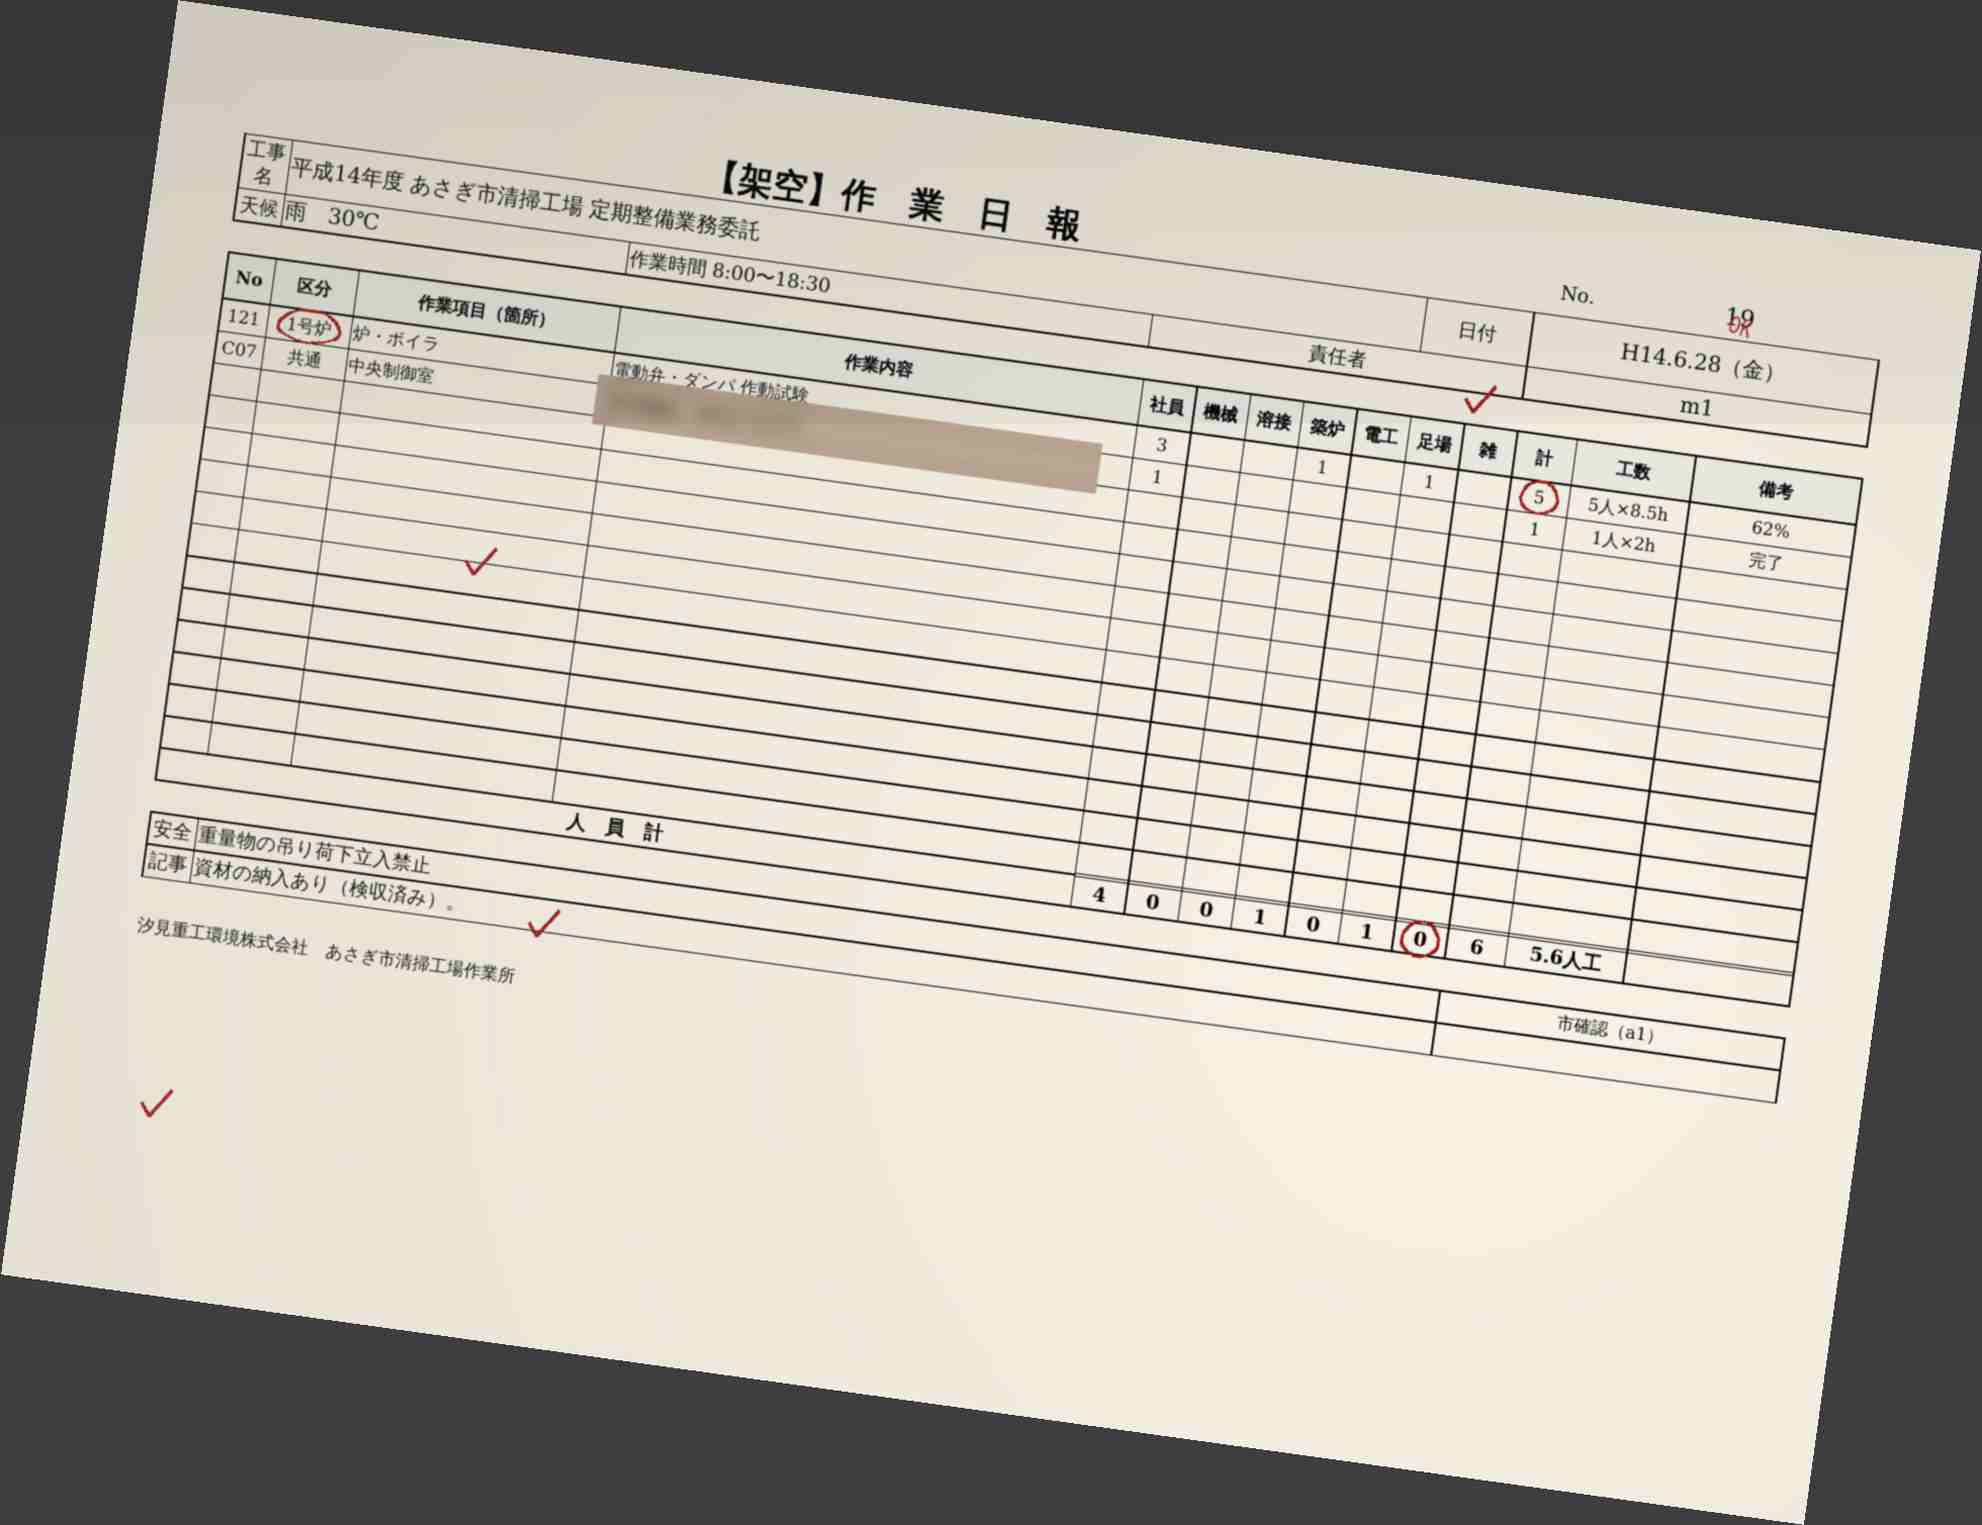 【架空】作 業 日 報
No. 19
OK
工事名 平成14年度 あさぎ市清掃工場 定期整備業務委託 日付 H14.6.28（金）
天候 雨 30℃ 作業時間 8:00〜18:30 責任者 m1
No 区分 作業項目（箇所） 作業内容 社員 機械 溶接 築炉 電工 足場 雑 計 工数 備考
121 1号炉 炉・ボイラ 電動弁・ダンパ 作動試験 3 1 1 5 5人×8.5h 62%
C07 共通 中央制御室 1 1 1人×2h 完了
人 員 計 4 0 0 1 0 1 0 6 5.6人工
安全 重量物の吊り荷下立入禁止 市確認（a1）
記事 資材の納入あり（検収済み）。
汐見重工環境株式会社 あさぎ市清掃工場作業所